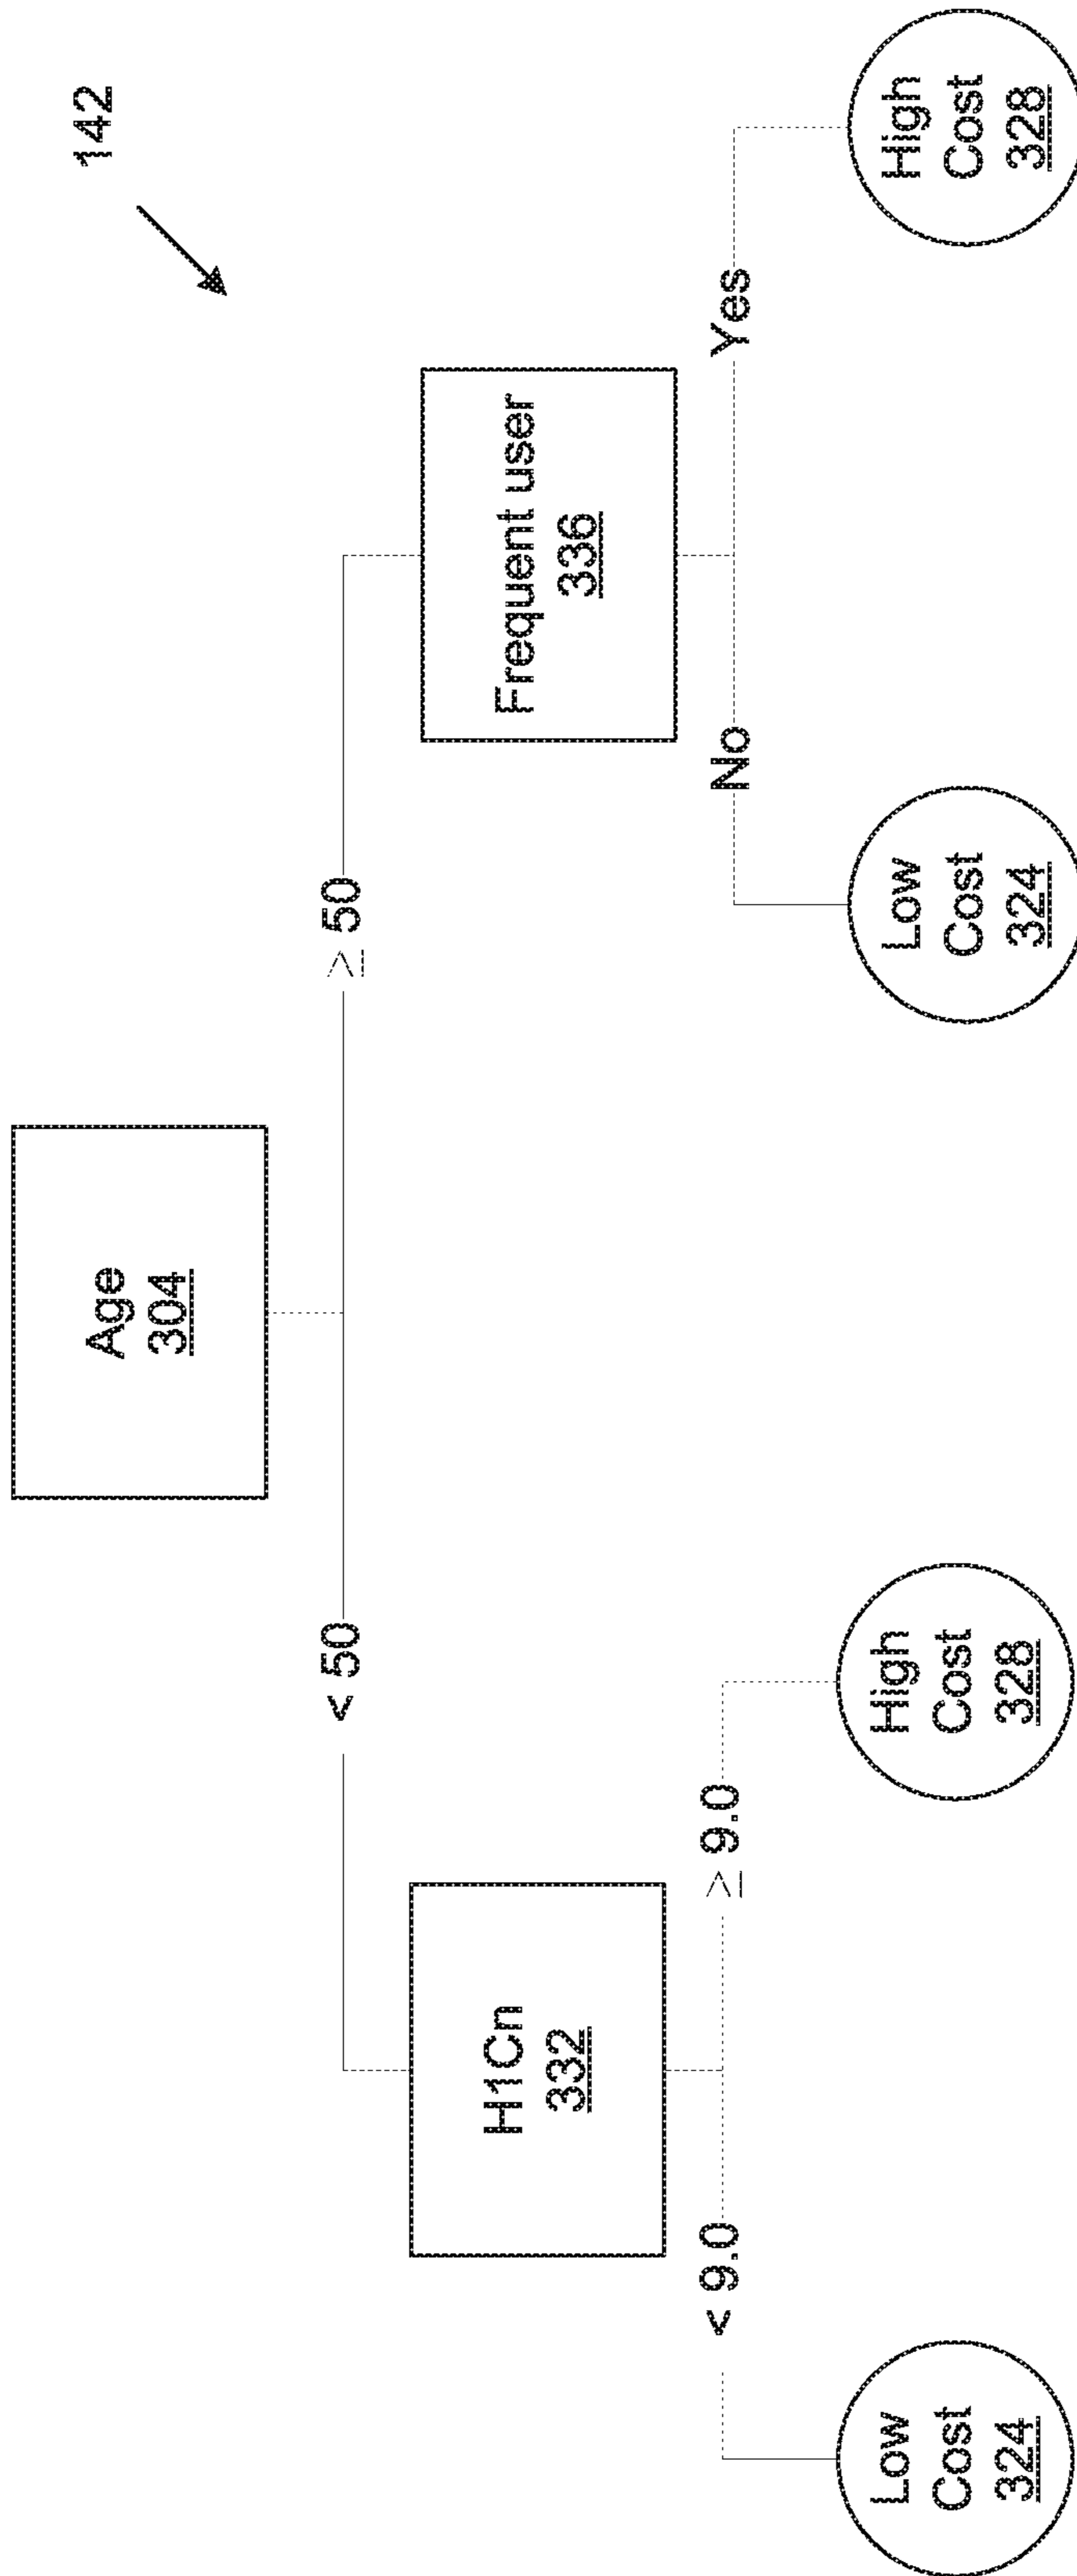 142
Age
304
< 50
≥ 50
H1Cn
332
Frequent user
336
< 9.0
≥ 9.0
No
Yes
Low
Cost
324
High
Cost
328
Low
Cost
324
High
Cost
328